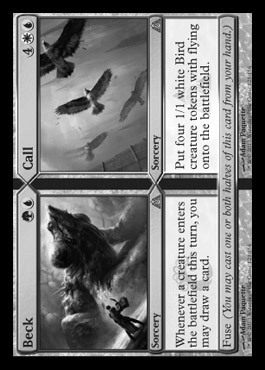 Beck
Sorcery
Whenever a creature enters
the battlefield this turn, you
may draw a card.
Call
4
Sorcery
Put four 1/1 white Bird
creature tokens with flying
onto the battlefield.
Fuse (You may cast one or both halves of this card from your hand.)
Adam Paquette
Adam Paquette